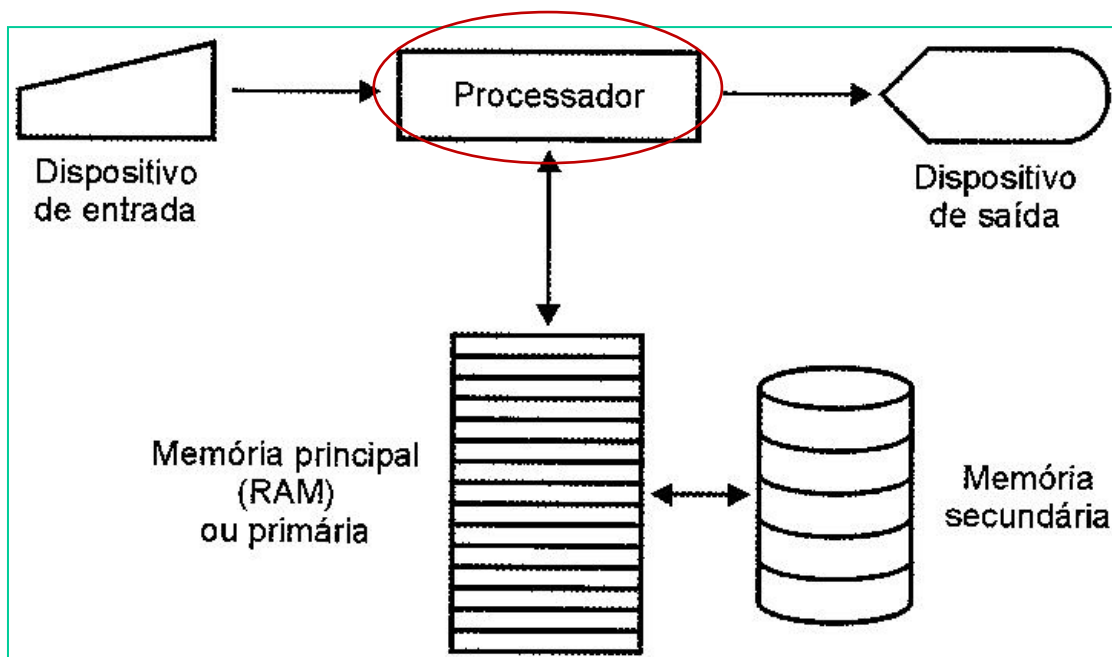 Processador
Dispositivo
de entrada
Dispositivo
de saída
Memória principal
(RAM)
ou primária
Memória
secundária